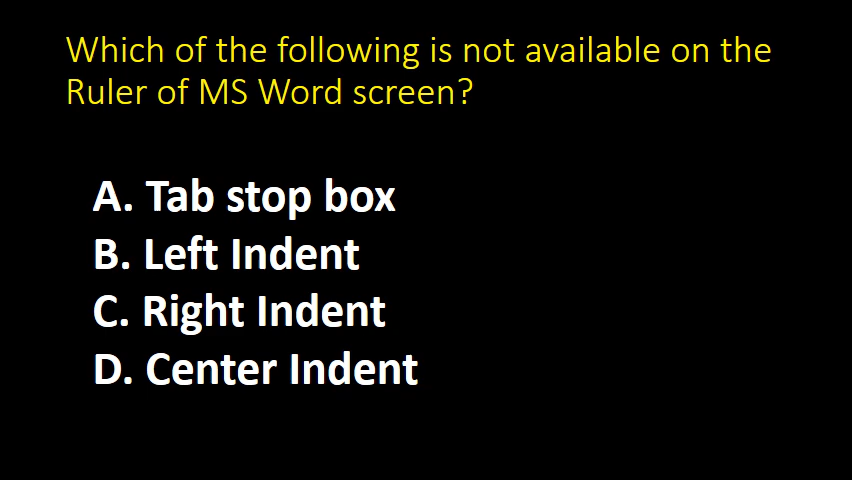 Which of the following is not available on the
Ruler of MS Word screen?
A. Tab stop box
B. Left Indent
C. Right Indent
D. Center Indent